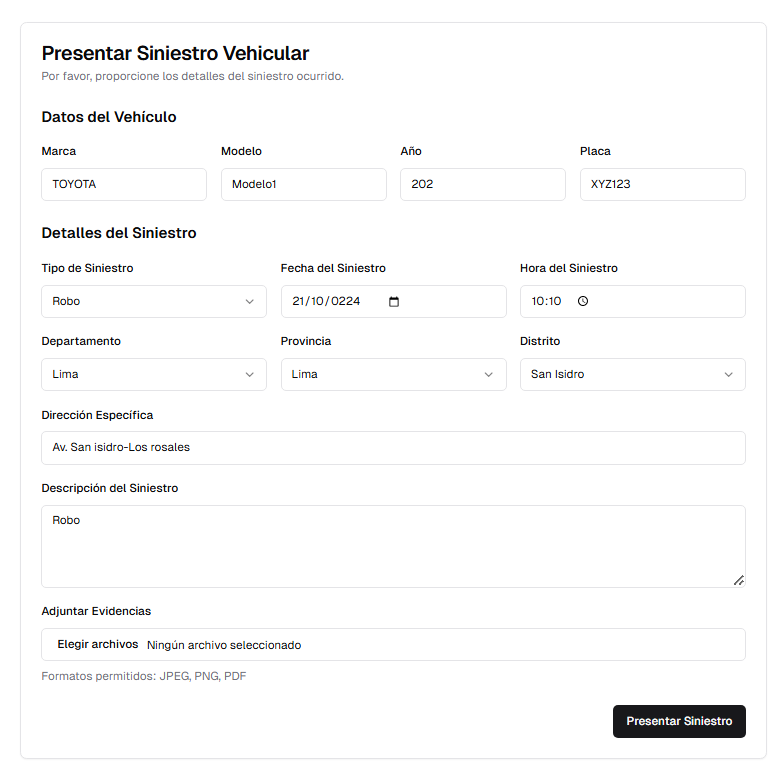 Presentar Siniestro Vehicular
Por favor, proporcione los detalles del siniestro ocurrido.
Datos del Vehículo
Marca Modelo Año Placa
TOYOTA Modelo1 202 XYZ123
Detalles del Siniestro
Tipo de Siniestro Fecha del Siniestro Hora del Siniestro
Robo 21/10/0224 10:10
Departamento Provincia Distrito
Lima Lima San Isidro
Dirección Específica
Av. San isidro-Los rosales
Descripción del Siniestro
Robo
Adjuntar Evidencias
Elegir archivos Ningún archivo seleccionado
Formatos permitidos: JPEG, PNG, PDF
Presentar Siniestro